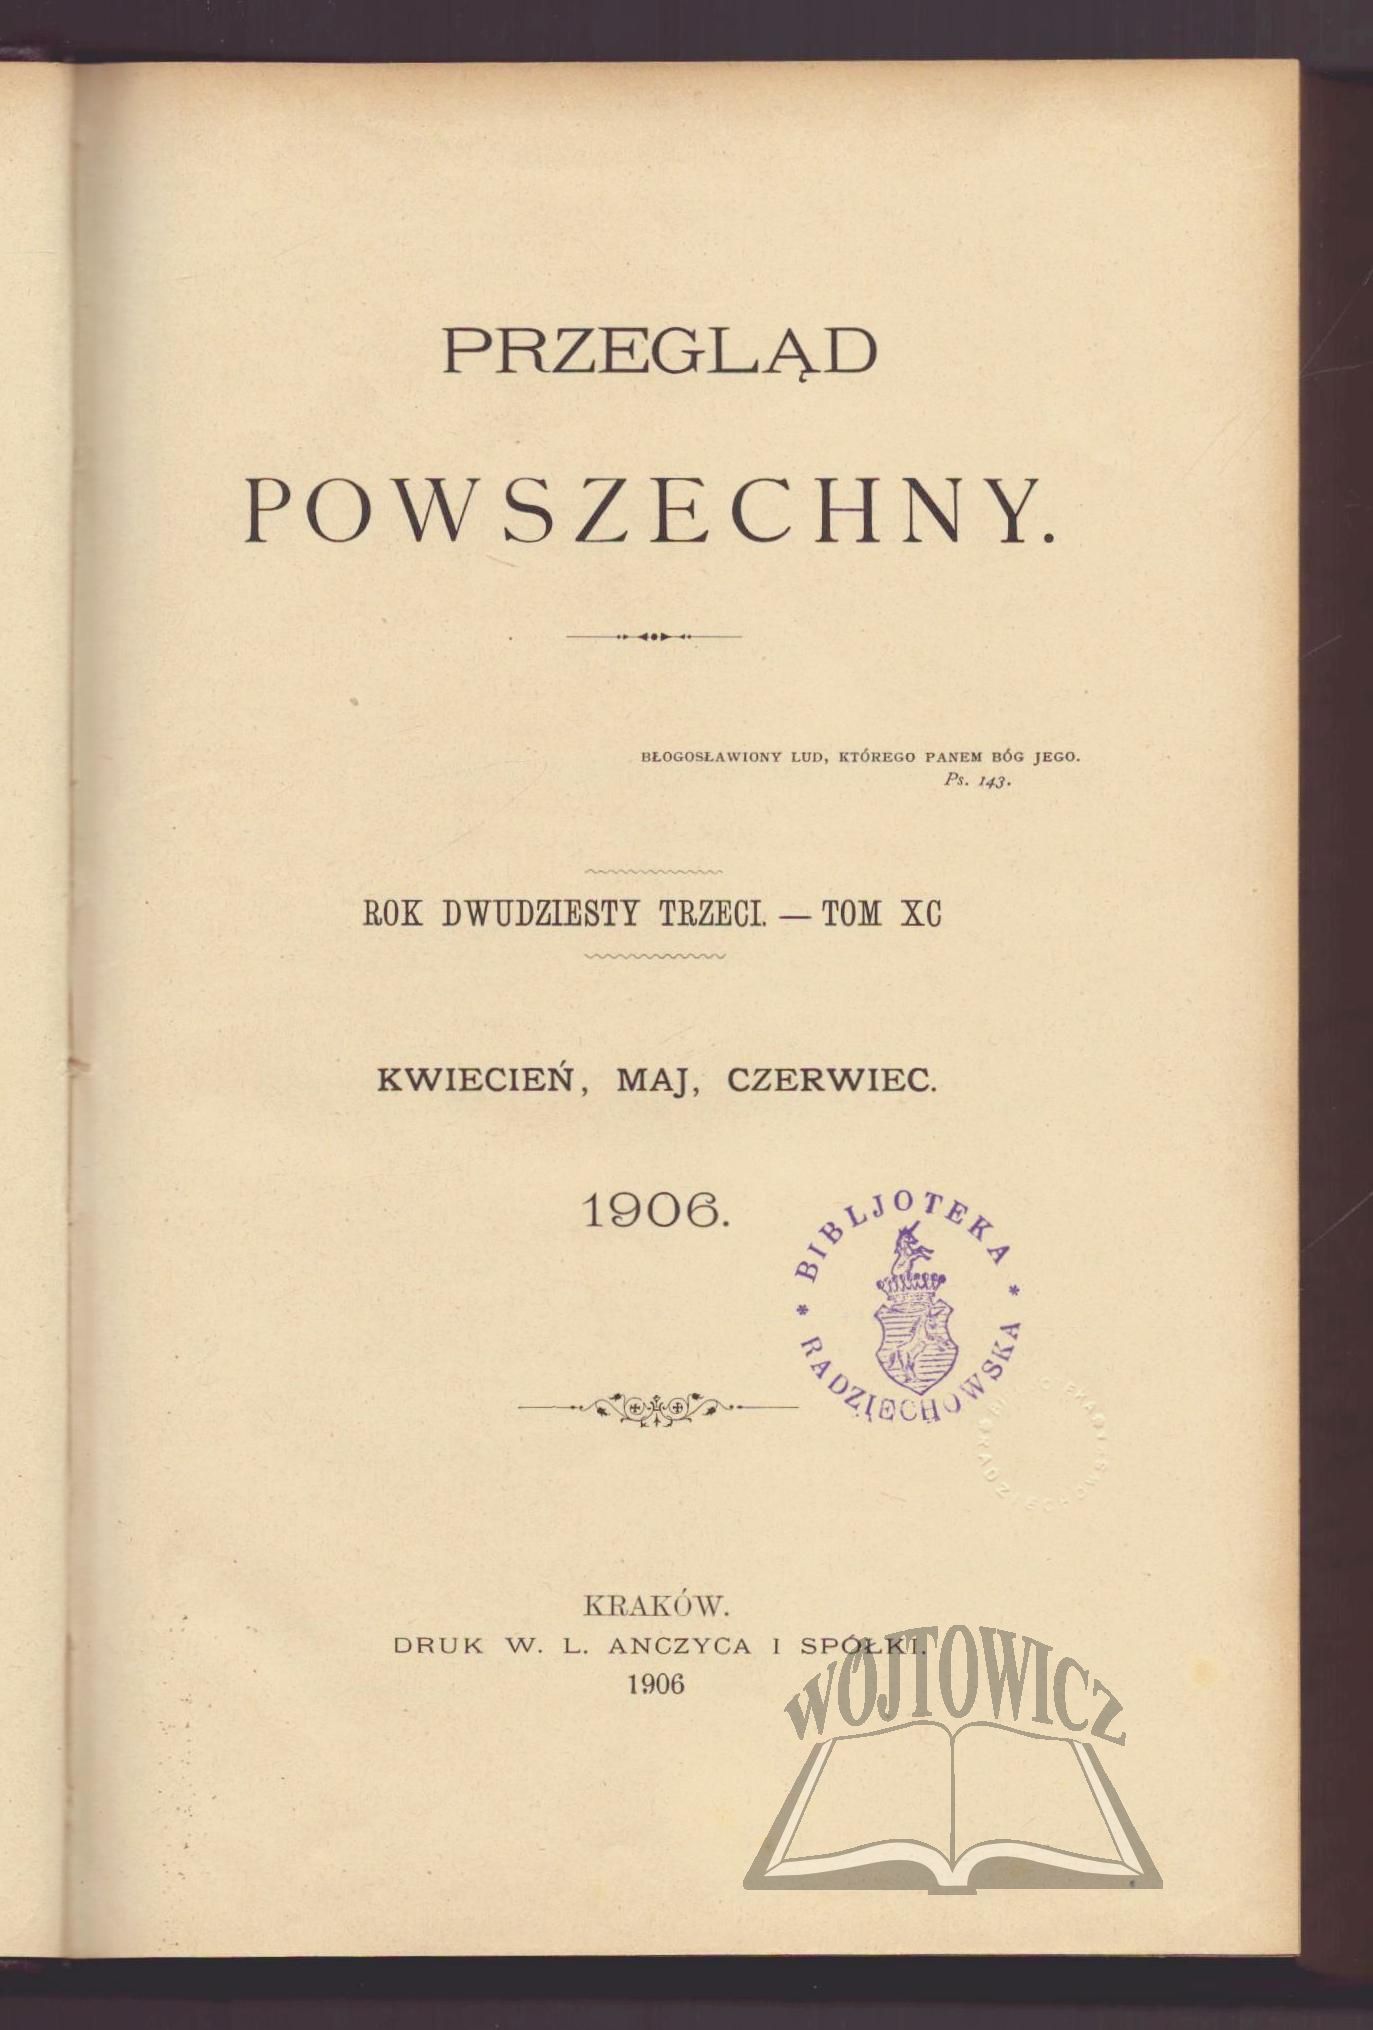 PRZEGLĄD
POWSZECHNY.
BŁOGOSŁAWIONY LUD, KTÓREGO PANEM BÓG JEGO.
Ps. 143.
ROK DWUDZIESTY TRZECI. — TOM XC
KWIECIEŃ, MAJ, CZERWIEC.
1906.
* BIBLJOTEKA *
RADZIECHOWSKA
KRAKÓW.
DRUK W. L. ANCZYCA I SPÓŁKI.
1906
WÓJTOWICZ